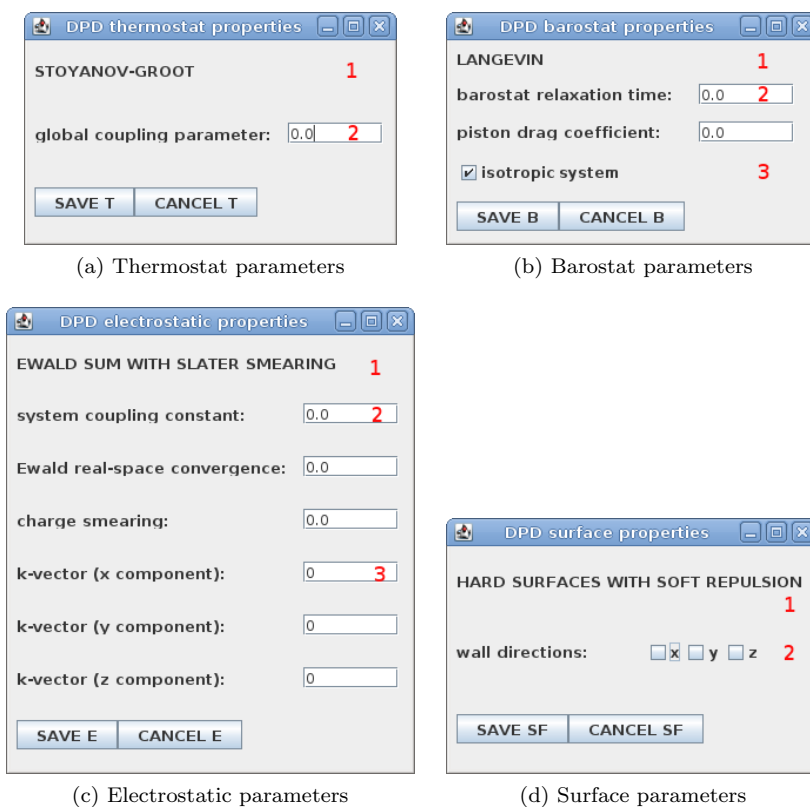 DPD thermostat properties
STOYANOV-GROOT 1
global coupling parameter: 0.0 2
SAVE T CANCEL T
(a) Thermostat parameters
DPD barostat properties
LANGEVIN 1
barostat relaxation time: 0.0 2
piston drag coefficient: 0.0
isotropic system 3
SAVE B CANCEL B
(b) Barostat parameters
DPD electrostatic properties
EWALD SUM WITH SLATER SMEARING 1
system coupling constant: 0.0 2
Ewald real-space convergence: 0.0
charge smearing: 0.0
k-vector (x component): 0 3
k-vector (y component): 0
k-vector (z component): 0
SAVE E CANCEL E
(c) Electrostatic parameters
DPD surface properties
HARD SURFACES WITH SOFT REPULSION
1
wall directions: x y z 2
SAVE SF CANCEL SF
(d) Surface parameters